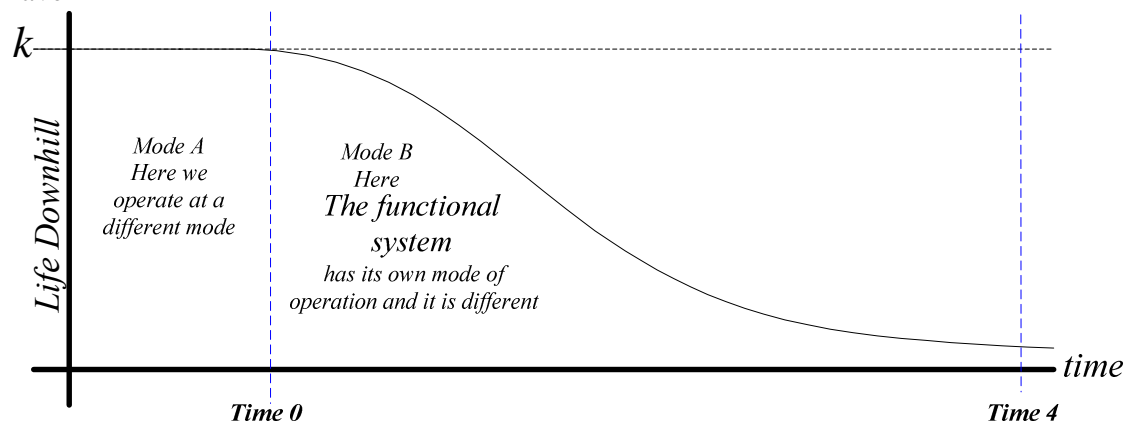 k
Life Downhill
Mode A
Here we
operate at a
different mode
Mode B
Here
The functional
system
has its own mode of
operation and it is different
time
Time 0
Time 4